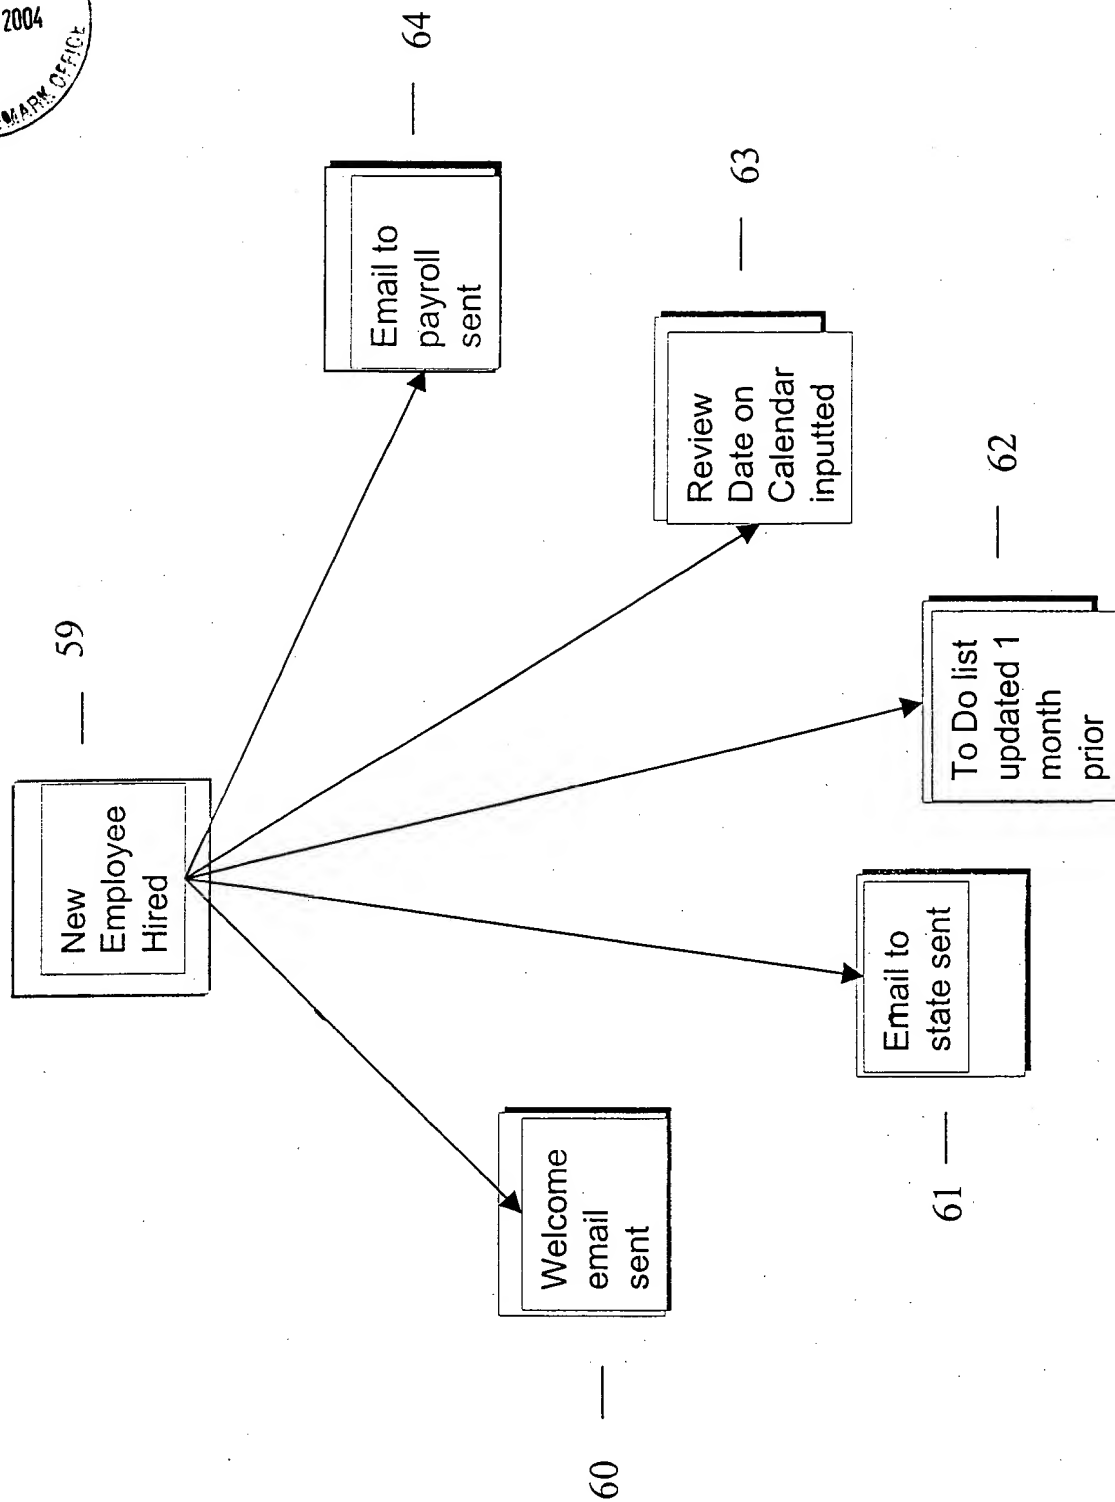 2004
MARK OFFICE
59
New
Employee
Hired
60
Welcome
email
sent
61
Email to
state sent
62
To Do list
updated 1
month
prior
63
Review
Date on
Calendar
inputted
64
Email to
payroll
sent